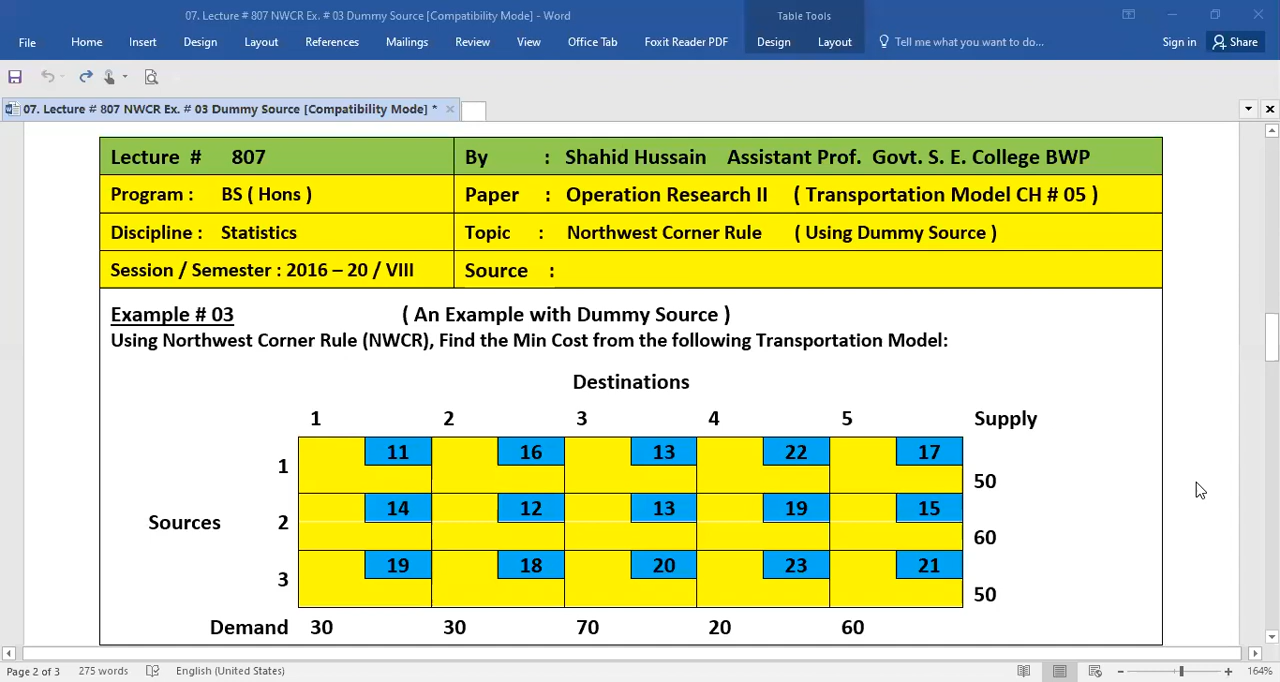 07. Lecture # 807 NWCR Ex. # 03 Dummy Source [Compatibility Mode] - Word
Table Tools
File Home Insert Design Layout References Mailings Review View Office Tab Foxit Reader PDF Design Layout Tell me what you want to do... Sign in Share
07. Lecture # 807 NWCR Ex. # 03 Dummy Source [Compatibility Mode] *
Lecture # 807 By : Shahid Hussain Assistant Prof. Govt. S. E. College BWP
Program : BS ( Hons ) Paper : Operation Research II ( Transportation Model CH # 05 )
Discipline : Statistics Topic : Northwest Corner Rule ( Using Dummy Source )
Session / Semester : 2016 – 20 / VIII Source :
Example # 03 ( An Example with Dummy Source )
Using Northwest Corner Rule (NWCR), Find the Min Cost from the following Transportation Model:
Destinations
1 2 3 4 5 Supply
11 16 13 22 17
1 50
14 12 13 19 15
Sources 2 60
19 18 20 23 21
3 50
Demand 30 30 70 20 60
Page 2 of 3 275 words English (United States) 164%